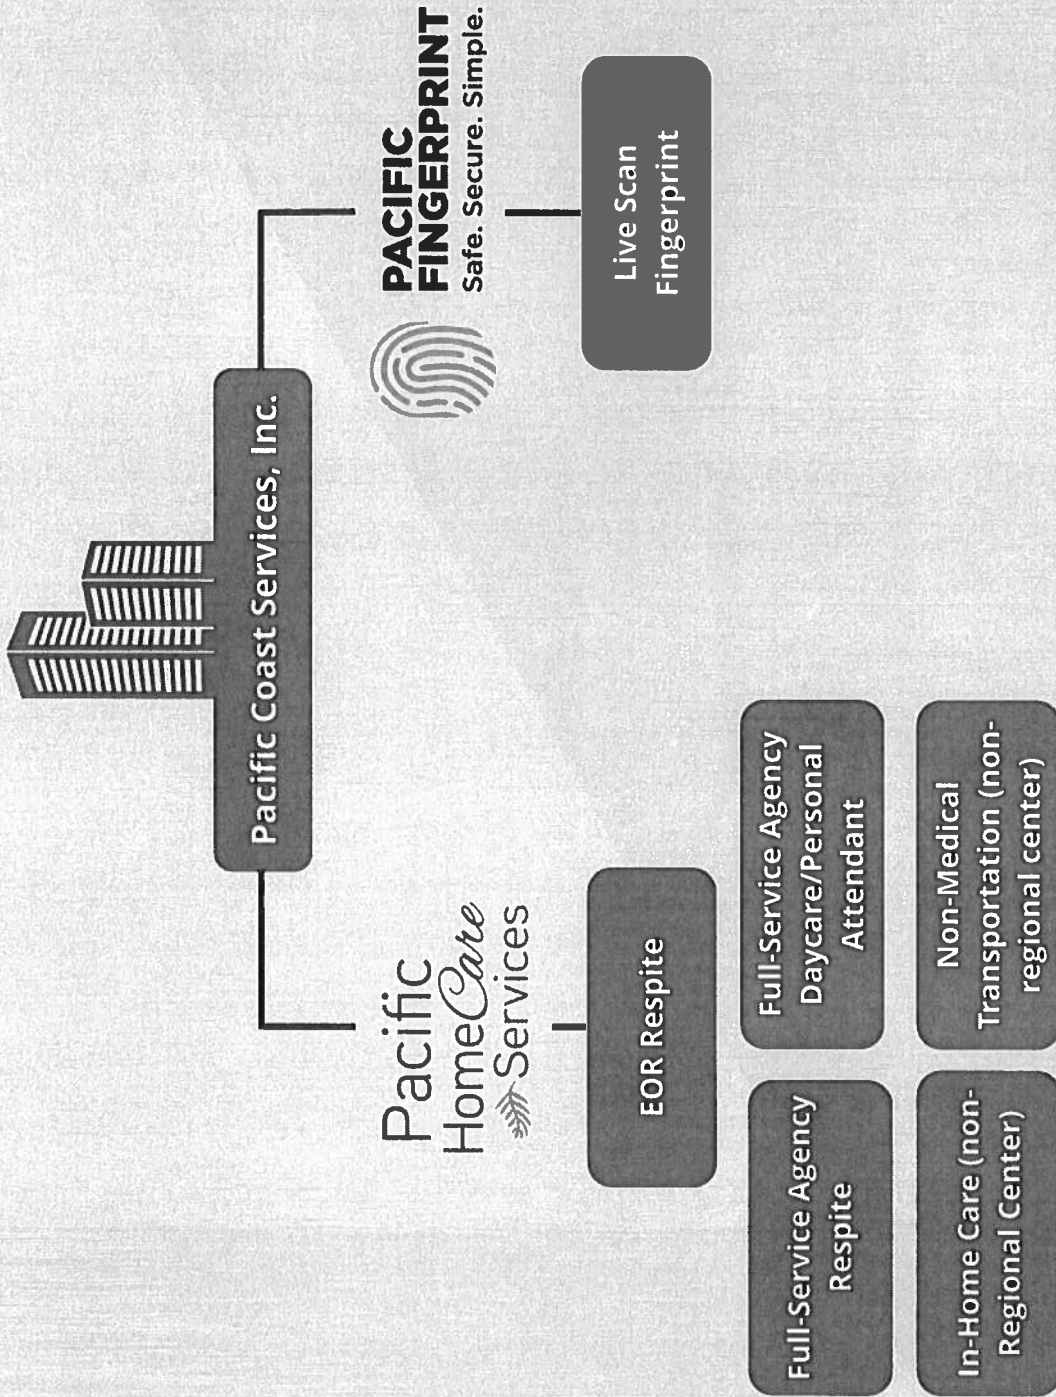 Pacific Coast Services, Inc.
Pacific
HomeCare
Services
PACIFIC
FINGERPRINT
Safe. Secure. Simple.
EOR Respite
Live Scan
Fingerprint
Full-Service Agency
Respite
Full-Service Agency
Daycare/Personal
Attendant
In-Home Care (non-
Regional Center)
Non-Medical
Transportation (non-
regional center)